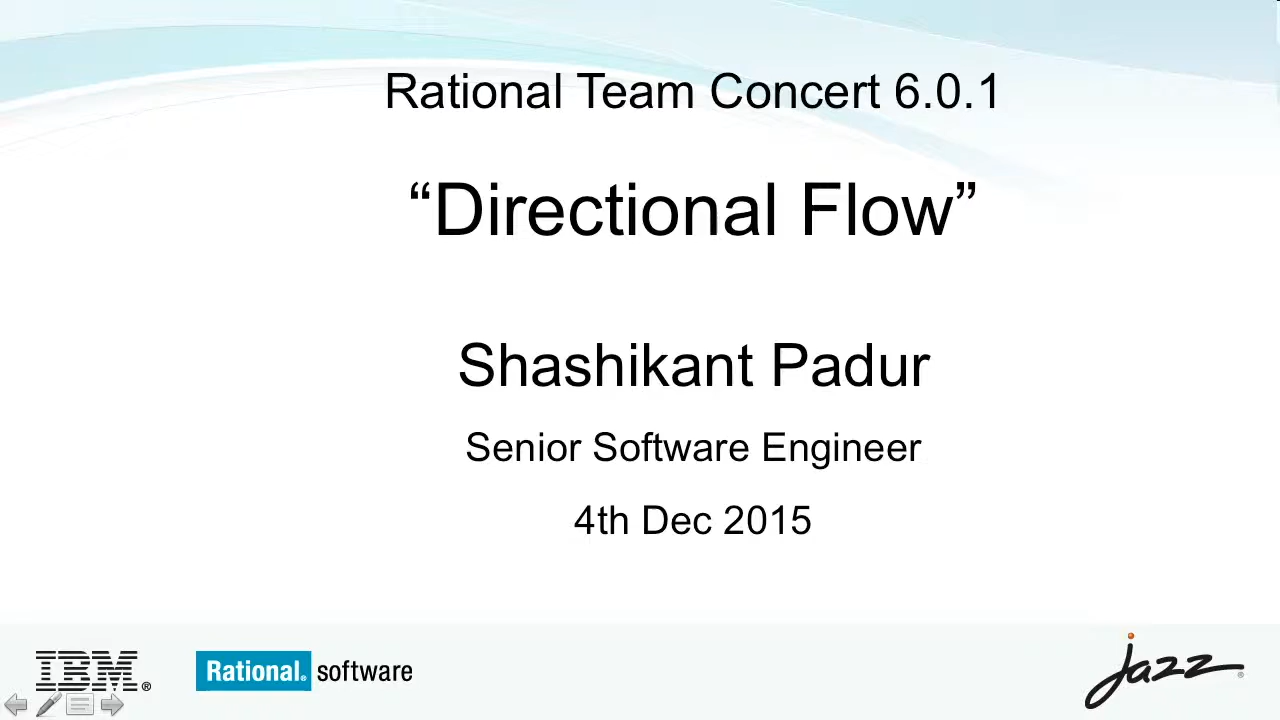 Rational Team Concert 6.0.1
“Directional Flow”
Shashikant Padur
Senior Software Engineer
4th Dec 2015
IBM®
Rational® software
jazz®